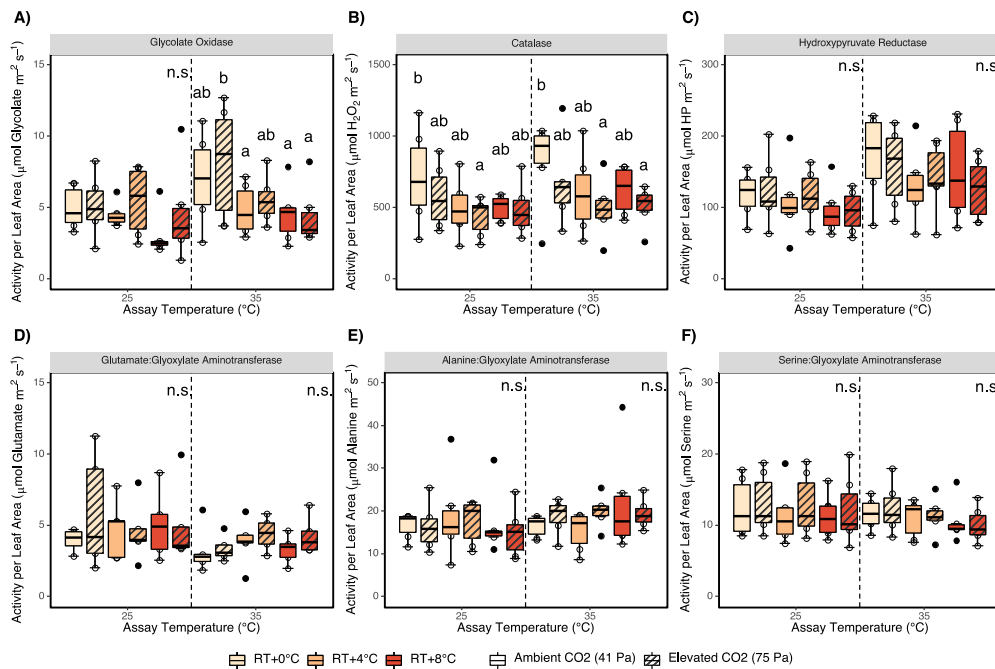 A)
B)
C)
Glycolate Oxidase
Catalase
Hydroxypyruvate Reductase
Activity per Leaf Area (μmol Glycolate m⁻² s⁻¹)
15
10
5
0
n.s.
ab
b
a
ab
a
a
25
35
Assay Temperature (°C)
Activity per Leaf Area (μmol H₂O₂ m⁻² s⁻¹)
1500
1000
500
0
b
ab
ab
a
ab
ab
b
ab
ab
a
ab
a
25
35
Assay Temperature (°C)
Activity per Leaf Area (μmol HP m⁻² s⁻¹)
300
200
100
0
n.s.
n.s.
25
35
Assay Temperature (°C)
D)
E)
F)
Glutamate:Glyoxylate Aminotransferase
Alanine:Glyoxylate Aminotransferase
Serine:Glyoxylate Aminotransferase
Activity per Leaf Area (μmol Glutamate m⁻² s⁻¹)
15
10
5
0
n.s.
n.s.
25
35
Assay Temperature (°C)
Activity per Leaf Area (μmol Alanine m⁻² s⁻¹)
50
40
30
20
10
0
n.s.
n.s.
25
35
Assay Temperature (°C)
Activity per Leaf Area (μmol Serine m⁻² s⁻¹)
30
20
10
0
n.s.
n.s.
25
35
Assay Temperature (°C)
RT+0°C RT+4°C RT+8°C Ambient CO2 (41 Pa) Elevated CO2 (75 Pa)